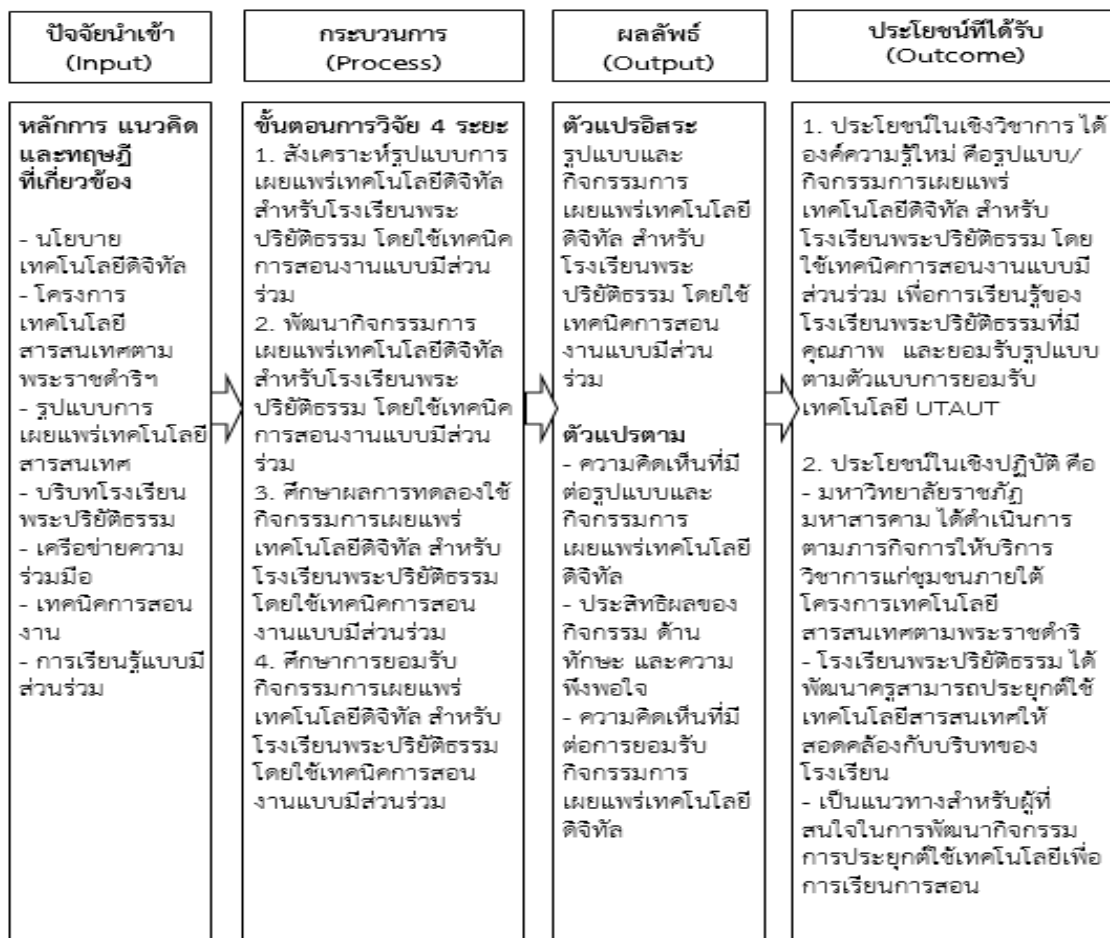 ปัจจัยนำเข้า
(Input)
กระบวนการ
(Process)
ผลลัพธ์
(Output)
ประโยชน์ที่ได้รับ
(Outcome)
หลักการ แนวคิด
และทฤษฎี
ที่เกี่ยวข้อง
- นโยบาย
เทคโนโลยีดิจิทัล
- โครงการ
เทคโนโลยี
สารสนเทศตาม
พระราชดำริฯ
- รูปแบบการ
เผยแพร่เทคโนโลยี
สารสนเทศ
- บริบทโรงเรียน
พระปริยัติธรรม
- เครือข่ายความ
ร่วมมือ
- เทคนิคการสอน
งาน
- การเรียนรู้แบบมี
ส่วนร่วม
ขั้นตอนการวิจัย 4 ระยะ
1. สังเคราะห์รูปแบบการ
เผยแพร่เทคโนโลยีดิจิทัล
สำหรับโรงเรียนพระ
ปริยัติธรรม โดยใช้เทคนิค
การสอนงานแบบมีส่วน
ร่วม
2. พัฒนากิจกรรมการ
เผยแพร่เทคโนโลยีดิจิทัล
สำหรับโรงเรียนพระ
ปริยัติธรรม โดยใช้เทคนิค
การสอนงานแบบมีส่วน
ร่วม
3. ศึกษาผลการทดลองใช้
กิจกรรมการเผยแพร่
เทคโนโลยีดิจิทัล สำหรับ
โรงเรียนพระปริยัติธรรม
โดยใช้เทคนิคการสอน
งานแบบมีส่วนร่วม
4. ศึกษาการยอมรับ
กิจกรรมการเผยแพร่
เทคโนโลยีดิจิทัล สำหรับ
โรงเรียนพระปริยัติธรรม
โดยใช้เทคนิคการสอน
งานแบบมีส่วนร่วม
ตัวแปรอิสระ
รูปแบบและ
กิจกรรมการ
เผยแพร่เทคโนโลยี
ดิจิทัล สำหรับ
โรงเรียนพระ
ปริยัติธรรม โดยใช้
เทคนิคการสอน
งานแบบมีส่วน
ร่วม
ตัวแปรตาม
- ความคิดเห็นที่มี
ต่อรูปแบบและ
กิจกรรมการ
เผยแพร่เทคโนโลยี
ดิจิทัล
- ประสิทธิผลของ
กิจกรรม ด้าน
ทักษะ และความ
พึงพอใจ
- ความคิดเห็นที่มี
ต่อการยอมรับ
กิจกรรมการ
เผยแพร่เทคโนโลยี
ดิจิทัล
1. ประโยชน์ในเชิงวิชาการ ได้
องค์ความรู้ใหม่ คือรูปแบบ/
กิจกรรมการเผยแพร่
เทคโนโลยีดิจิทัล สำหรับ
โรงเรียนพระปริยัติธรรม โดย
ใช้เทคนิคการสอนงานแบบมี
ส่วนร่วม เพื่อการเรียนรู้ของ
โรงเรียนพระปริยัติธรรมที่มี
คุณภาพ และยอมรับรูปแบบ
ตามตัวแบบการยอมรับ
เทคโนโลยี UTAUT
2. ประโยชน์ในเชิงปฏิบัติ คือ
- มหาวิทยาลัยราชภัฏ
มหาสารคาม ได้ดำเนินการ
ตามภารกิจการให้บริการ
วิชาการแก่ชุมชนภายใต้
โครงการเทคโนโลยี
สารสนเทศตามพระราชดำริ
- โรงเรียนพระปริยัติธรรม ได้
พัฒนาครูสามารถประยุกต์ใช้
เทคโนโลยีสารสนเทศให้
สอดคล้องกับบริบทของ
โรงเรียน
- เป็นแนวทางสำหรับผู้ที่
สนใจในการพัฒนากิจกรรม
การประยุกต์ใช้เทคโนโลยีเพื่อ
การเรียนการสอน